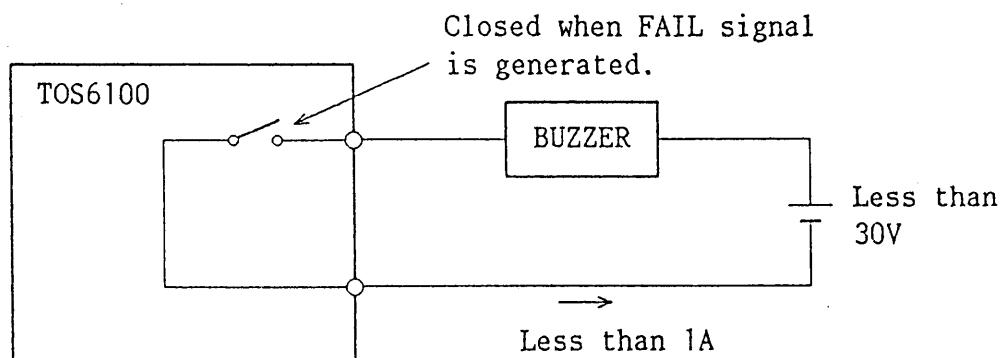 Closed when FAIL signal
is generated.
TOS6100
BUZZER
Less than
30V
Less than 1A